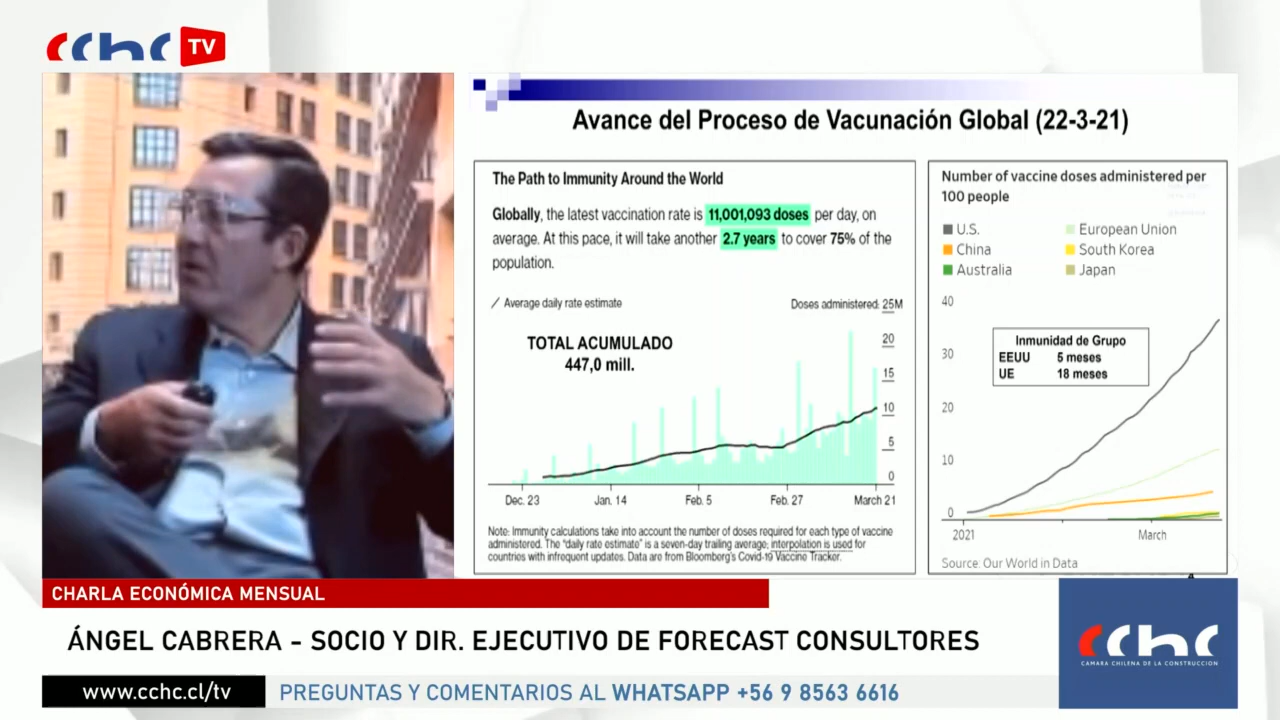 cchc TV
Avance del Proceso de Vacunación Global (22-3-21)
The Path to Immunity Around the World
Globally, the latest vaccination rate is 11,001,093 doses per day, on
average. At this pace, it will take another 2.7 years to cover 75% of the
population.
Average daily rate estimate
Doses administered: 25M
TOTAL ACUMULADO
447,0 mill.
20
15
10
5
0
Dec. 23 Jan. 14 Feb. 5 Feb. 27 March 21
Note: Immunity calculations take into account the number of doses required for each type of vaccine
administered. The “daily rate estimate” is a seven-day trailing average; interpolation is used for
countries with infrequent updates. Data are from Bloomberg's Covid-19 Vaccine Tracker.
Number of vaccine doses administered per
100 people
U.S. European Union
China South Korea
Australia Japan
40
30
20
10
0
Inmunidad de Grupo
EEUU 5 meses
UE 18 meses
2021 March
Source: Our World in Data
CHARLA ECONÓMICA MENSUAL
ÁNGEL CABRERA - SOCIO Y DIR. EJECUTIVO DE FORECAST CONSULTORES
www.cchc.cl/tv
PREGUNTAS Y COMENTARIOS AL WHATSAPP +56 9 8563 6616
cchc
CÁMARA CHILENA DE LA CONSTRUCCIÓN